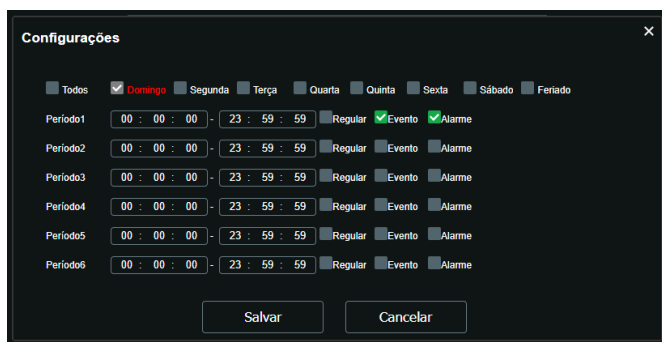 Configurações ×
Todos Domingo Segunda Terça Quarta Quinta Sexta Sábado Feriado
Período1 00 : 00 : 00 - 23 : 59 : 59 Regular Evento Alarme
Período2 00 : 00 : 00 - 23 : 59 : 59 Regular Evento Alarme
Período3 00 : 00 : 00 - 23 : 59 : 59 Regular Evento Alarme
Período4 00 : 00 : 00 - 23 : 59 : 59 Regular Evento Alarme
Período5 00 : 00 : 00 - 23 : 59 : 59 Regular Evento Alarme
Período6 00 : 00 : 00 - 23 : 59 : 59 Regular Evento Alarme
Salvar Cancelar